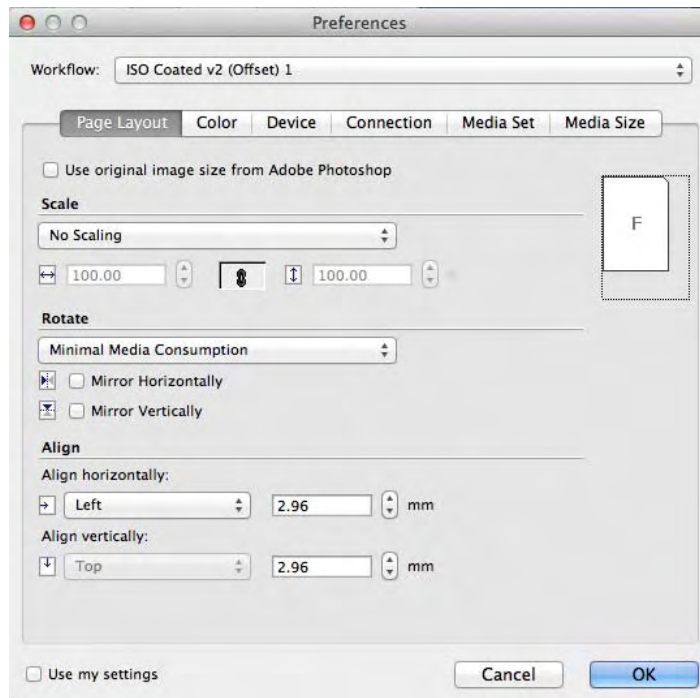 Preferences
Workflow: ISO Coated v2 (Offset) 1
Page Layout Color Device Connection Media Set Media Size
Use original image size from Adobe Photoshop
Scale
No Scaling
100.00 100.00
F
Rotate
Minimal Media Consumption
Mirror Horizontally
Mirror Vertically
Align
Align horizontally:
Left 2.96 mm
Align vertically:
Top 2.96 mm
Use my settings Cancel OK